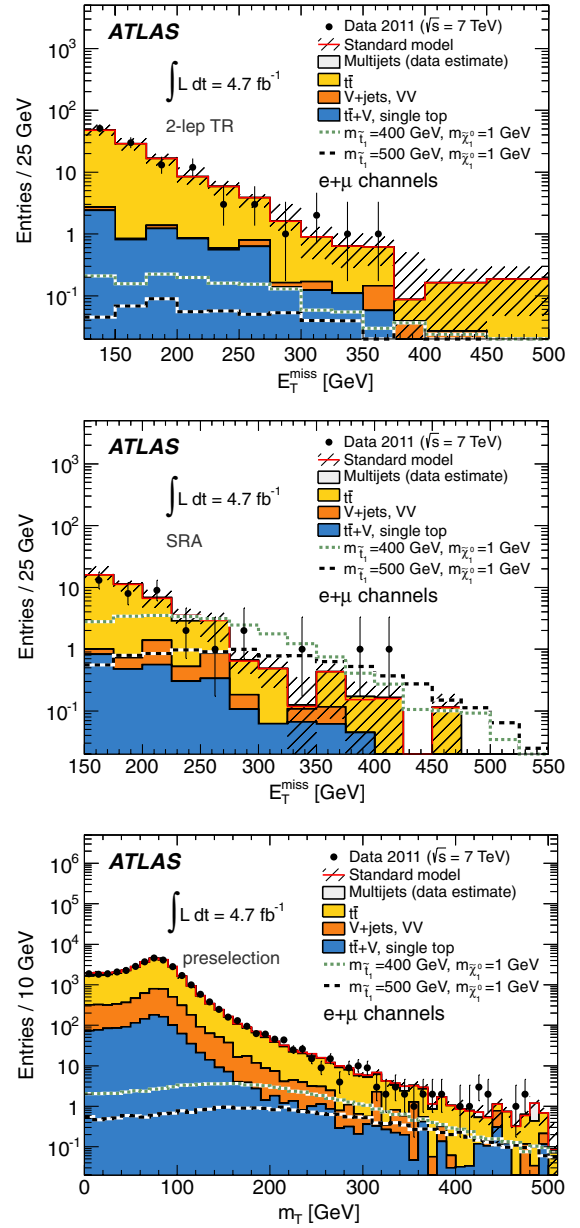 ATLAS
Data 2011 (√s = 7 TeV)
Standard model
Multijets (data estimate)
tt̄
V+jets, VV
tt̄+V, single top
m_t̃₁=400 GeV, m_χ̃₁⁰=1 GeV
m_t̃₁=500 GeV, m_χ̃₁⁰=1 GeV
e+μ channels
∫ L dt = 4.7 fb⁻¹
2-lep TR
Entries / 25 GeV
10³
10²
10
1
10⁻¹
150 200 250 300 350 400 450 500
E_T^miss [GeV]
ATLAS
Data 2011 (√s = 7 TeV)
Standard model
Multijets (data estimate)
tt̄
V+jets, VV
tt̄+V, single top
m_t̃₁=400 GeV, m_χ̃₁⁰=1 GeV
m_t̃₁=500 GeV, m_χ̃₁⁰=1 GeV
e+μ channels
∫ L dt = 4.7 fb⁻¹
SRA
Entries / 25 GeV
10³
10²
10
1
10⁻¹
150 200 250 300 350 400 450 500 550
E_T^miss [GeV]
ATLAS
Data 2011 (√s = 7 TeV)
Standard model
Multijets (data estimate)
tt̄
V+jets, VV
tt̄+V, single top
m_t̃₁=400 GeV, m_χ̃₁⁰=1 GeV
m_t̃₁=500 GeV, m_χ̃₁⁰=1 GeV
e+μ channels
∫ L dt = 4.7 fb⁻¹
preselection
Entries / 10 GeV
10⁶
10⁵
10⁴
10³
10²
10
1
10⁻¹
0 100 200 300 400 500
m_T [GeV]